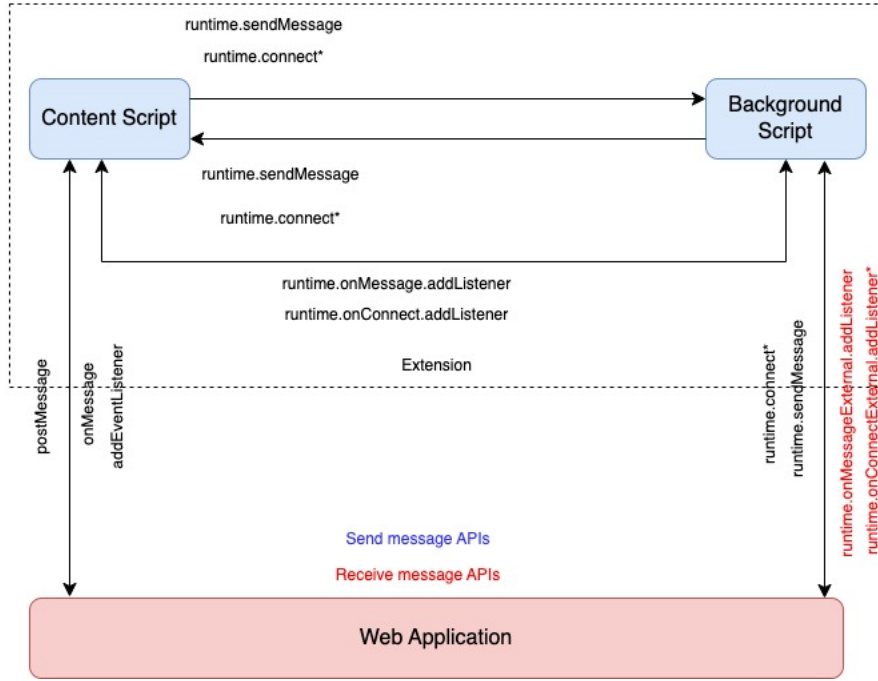 runtime.sendMessage
runtime.connect*
Content Script
Background
Script
runtime.sendMessage
runtime.connect*
runtime.onMessage.addListener
runtime.onConnect.addListener
Extension
postMessage
onMessage
addEventListener
runtime.connect*
runtime.sendMessage
runtime.onMessageExternal.addListener
runtime.onConnectExternal.addListener*
Send message APIs
Receive message APIs
Web Application